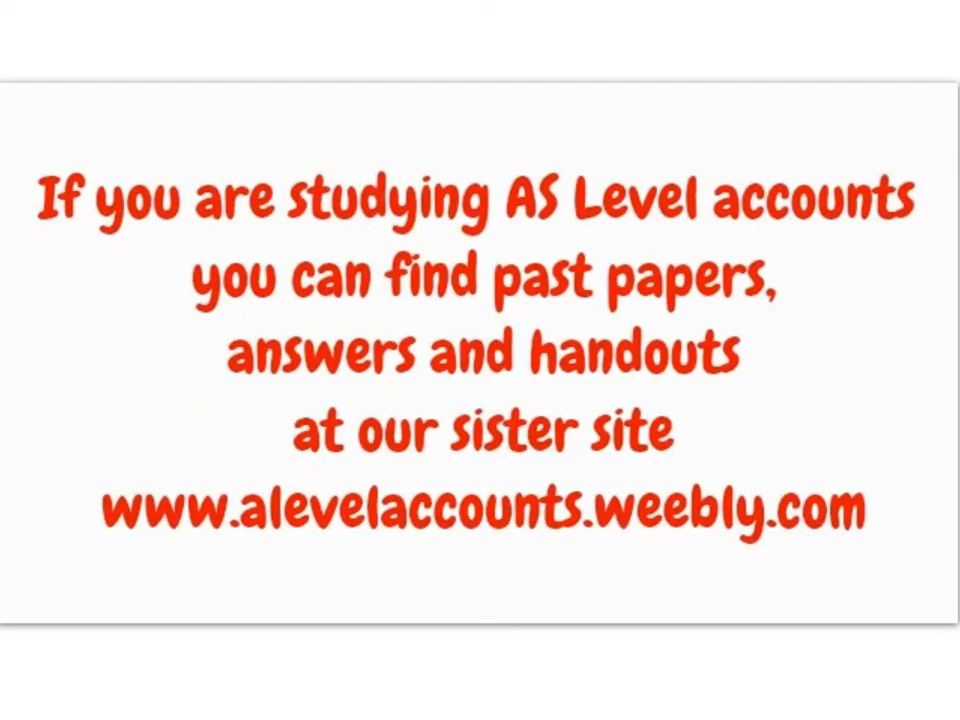 If you are studying AS Level accounts
you can find past papers,
answers and handouts
at our sister site
www.alevelaccounts.weebly.com